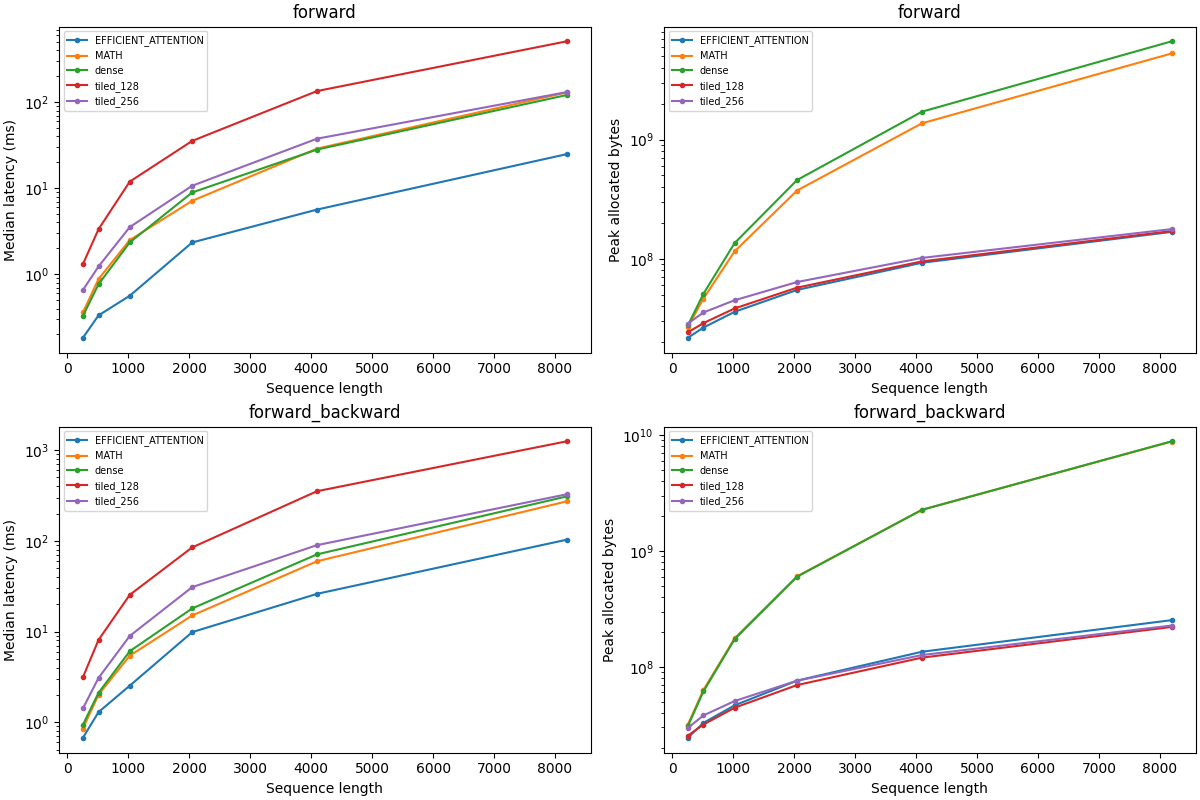 forward
Median latency (ms)
10²
10¹
10⁰
EFFICIENT_ATTENTION
MATH
dense
tiled_128
tiled_256
0 1000 2000 3000 4000 5000 6000 7000 8000
Sequence length
forward
Peak allocated bytes
10⁹
10⁸
EFFICIENT_ATTENTION
MATH
dense
tiled_128
tiled_256
0 1000 2000 3000 4000 5000 6000 7000 8000
Sequence length
forward_backward
Median latency (ms)
10³
10²
10¹
10⁰
EFFICIENT_ATTENTION
MATH
dense
tiled_128
tiled_256
0 1000 2000 3000 4000 5000 6000 7000 8000
Sequence length
forward_backward
Peak allocated bytes
10¹⁰
10⁹
10⁸
EFFICIENT_ATTENTION
MATH
dense
tiled_128
tiled_256
0 1000 2000 3000 4000 5000 6000 7000 8000
Sequence length